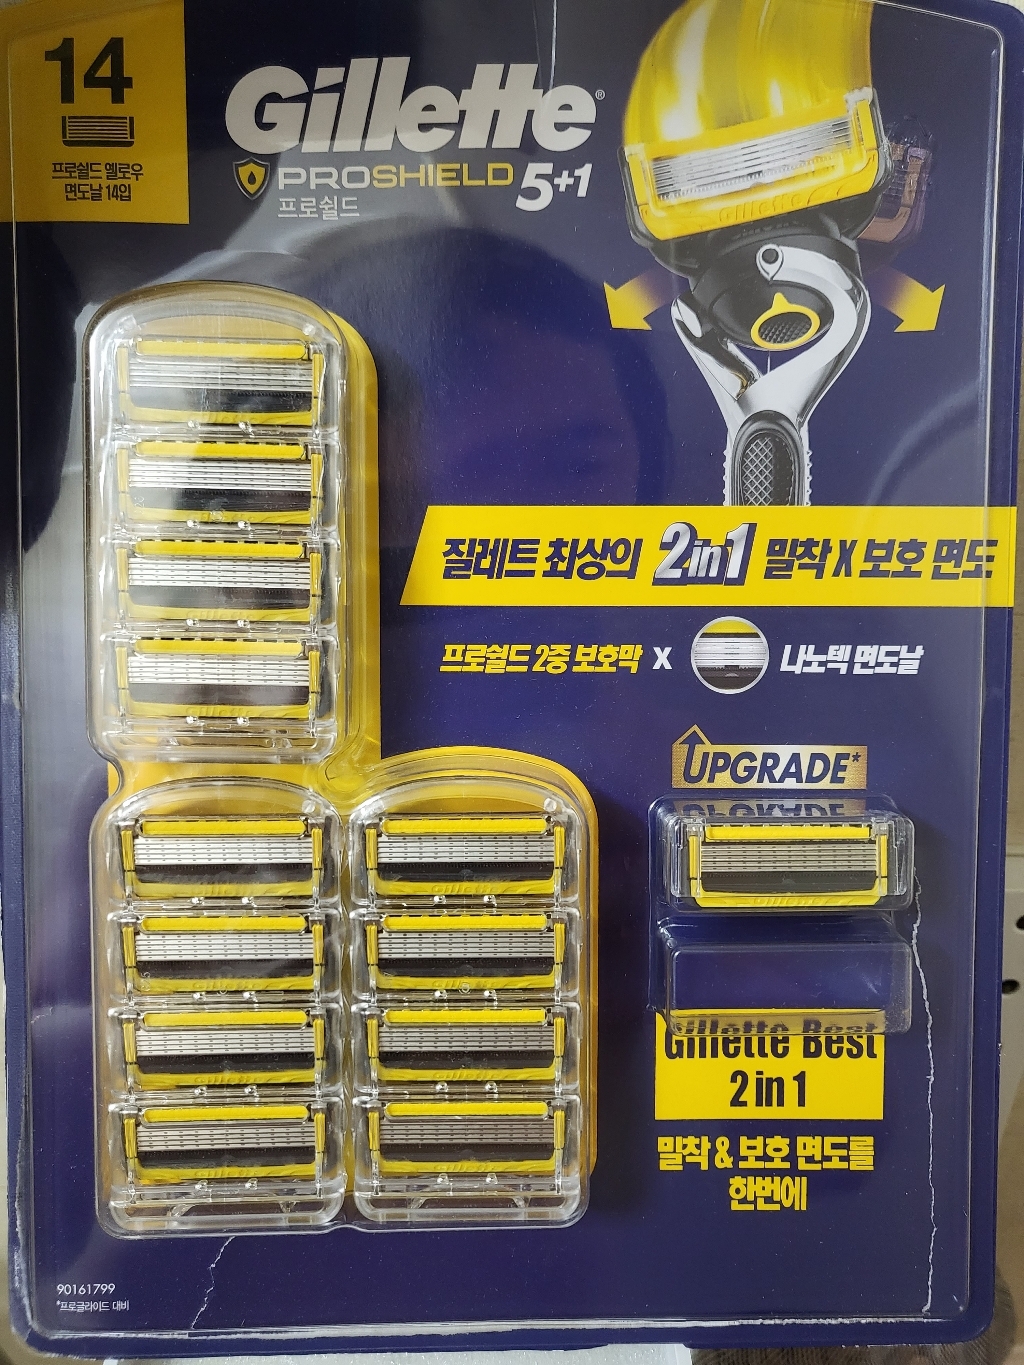 14
프로쉴드 옐로우
면도날 14입
Gillette®
PROSHIELD 5+1
프로쉴드
Gillette
질레트 최상의 2in1 밀착 X 보호 면도
프로쉴드 2중 보호막 X 나노텍 면도날
UPGRADE*
Gillette Best
2 in 1
밀착 & 보호 면도를
한번에
90161799
*프로글라이드 대비